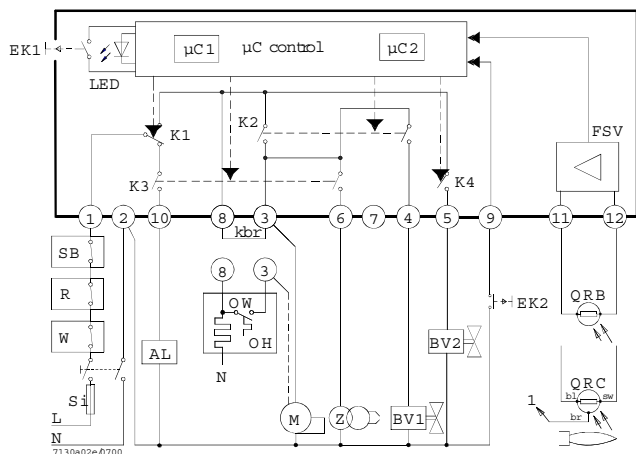 EK1
LED
µC1
µC control
µC2
K1
K2
K3
K4
FSV
1
2
10
8
3
6
7
4
5
9
11
12
kbr
SB
R
W
Si
L
N
AL
8
3
OW
OH
N
M
Z
BV1
BV2
EK2
QRB
QRC
bl
sw
br
1
7130a02e/0700